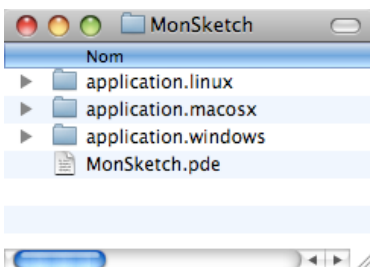 MonSketch
Nom
application.linux
application.macosx
application.windows
MonSketch.pde